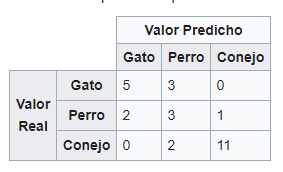 Valor Predicho
Gato Perro Conejo
Valor Real
Gato 5 3 0
Perro 2 3 1
Conejo 0 2 11